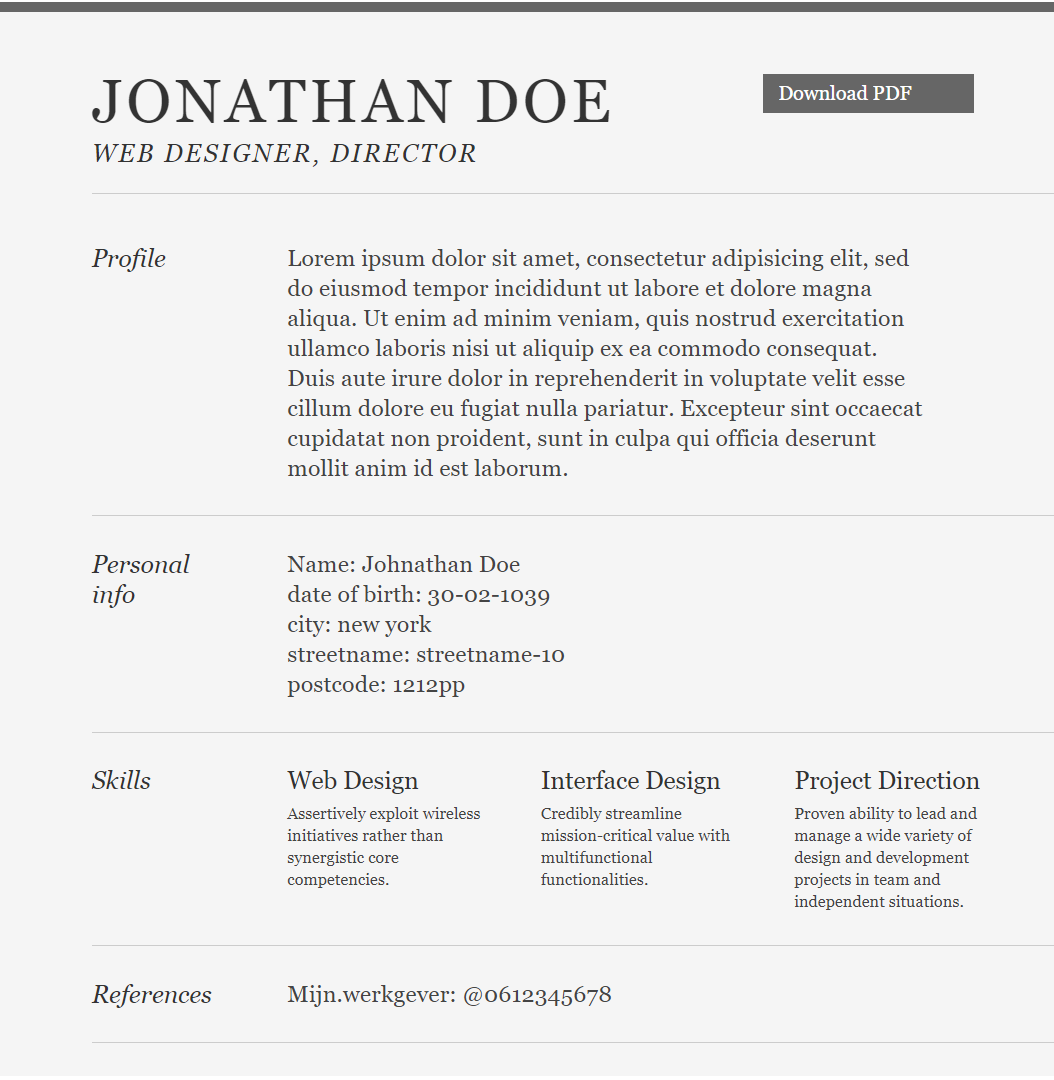 JONATHAN DOE
Download PDF
WEB DESIGNER, DIRECTOR
Profile
Lorem ipsum dolor sit amet, consectetur adipisicing elit, sed
do eiusmod tempor incididunt ut labore et dolore magna
aliqua. Ut enim ad minim veniam, quis nostrud exercitation
ullamco laboris nisi ut aliquip ex ea commodo consequat.
Duis aute irure dolor in reprehenderit in voluptate velit esse
cillum dolore eu fugiat nulla pariatur. Excepteur sint occaecat
cupidatat non proident, sunt in culpa qui officia deserunt
mollit anim id est laborum.
Personal
info
Name: Johnathan Doe
date of birth: 30-02-1039
city: new york
streetname: streetname-10
postcode: 1212pp
Skills
Web Design
Assertively exploit wireless
initiatives rather than
synergistic core
competencies.
Interface Design
Credibly streamline
mission-critical value with
multifunctional
functionalities.
Project Direction
Proven ability to lead and
manage a wide variety of
design and development
projects in team and
independent situations.
References
Mijn.werkgever: @0612345678